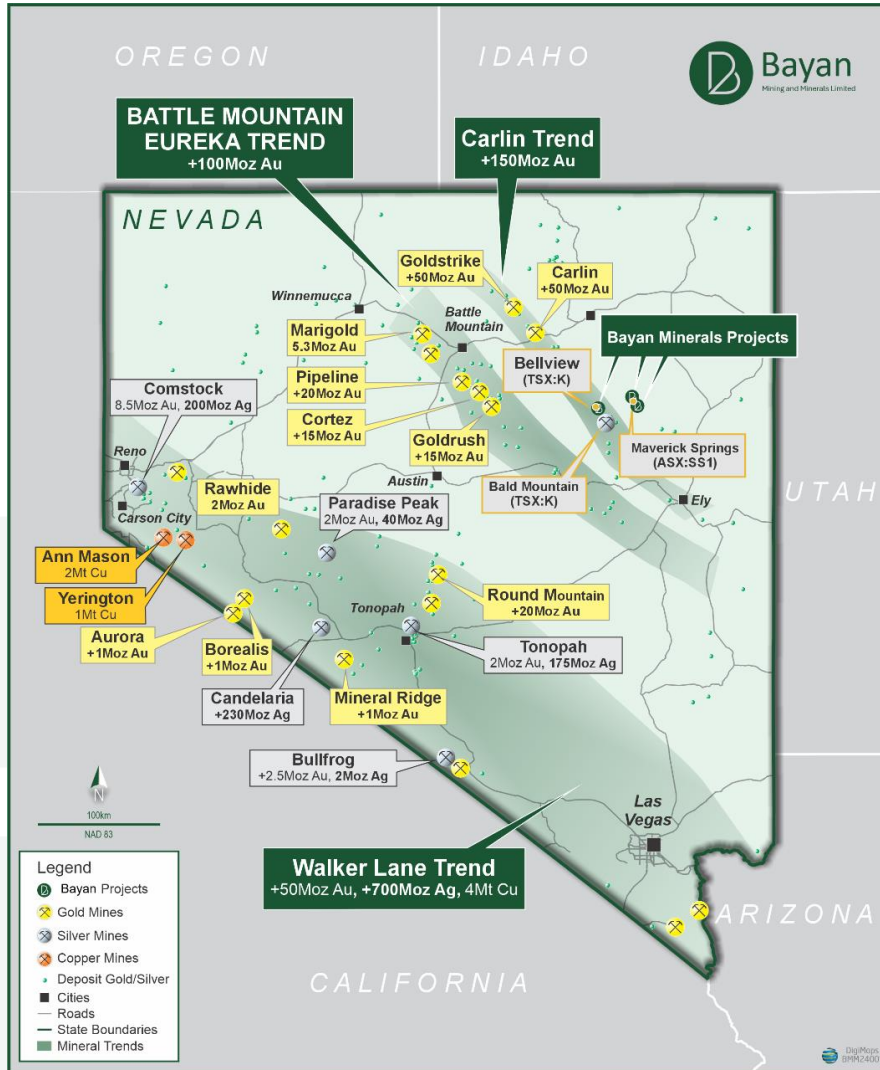 OREGON
IDAHO
Bayan
Mining and Minerals Limited
BATTLE MOUNTAIN
EUREKA TREND
+100Moz Au
Carlin Trend
+150Moz Au
NEVADA
Goldstrike
+50Moz Au
Carlin
+50Moz Au
Winnemucca
Battle
Mountain
Marigold
5.3Moz Au
Bayan Minerals Projects
Bellview
(TSX:K)
Pipeline
+20Moz Au
Comstock
8.5Moz Au, 200Moz Ag
Cortez
+15Moz Au
Goldrush
+15Moz Au
Maverick Springs
(ASX:SS1)
Reno
Austin
Bald Mountain
(TSX:K)
Ely
UTAH
Rawhide
2Moz Au
Paradise Peak
2Moz Au, 40Moz Ag
Carson City
Ann Mason
2Mt Cu
Yerington
1Mt Cu
Round Mountain
+20Moz Au
Tonopah
Aurora
+1Moz Au
Borealis
+1Moz Au
Tonopah
2Moz Au, 175Moz Ag
Candelaria
+230Moz Ag
Mineral Ridge
+1Moz Au
Bullfrog
+2.5Moz Au, 2Moz Ag
N
100km
NAD 83
Las
Vegas
Walker Lane Trend
+50Moz Au, +700Moz Ag, 4Mt Cu
Legend
Bayan Projects
Gold Mines
Silver Mines
Copper Mines
Deposit Gold/Silver
Cities
Roads
State Boundaries
Mineral Trends
ARIZONA
CALIFORNIA
DigiMaps
BMMZ400